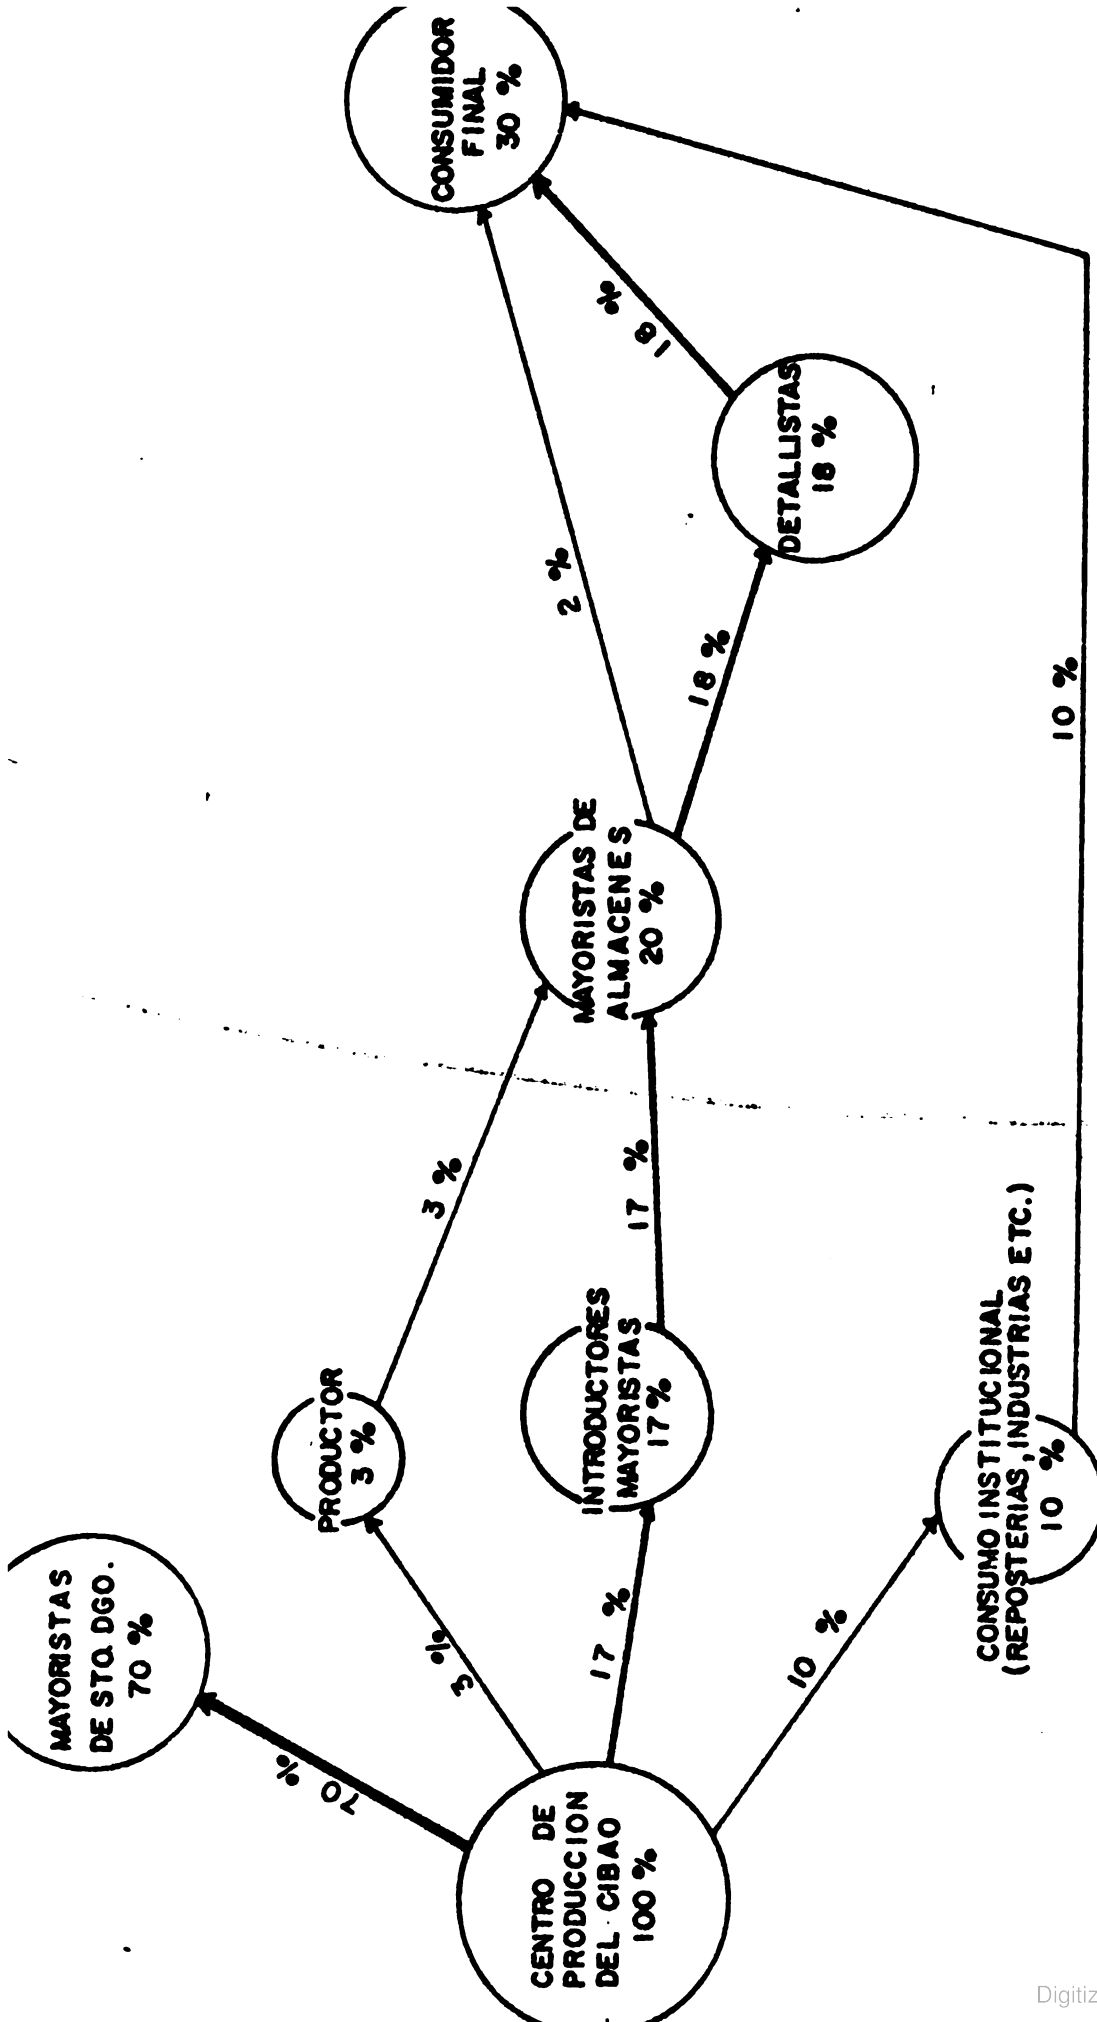 MAYORISTAS
DE STO. DGO.
70 %
70 %
CENTRO DE
PRODUCCION
DEL CIBAO
100 %
3 %
PRODUCTOR
3 %
3 %
17 %
INTRODUCTORES
MAYORISTAS
17 %
17 %
10 %
CONSUMO INSTITUCIONAL
(REPOSTERIAS, INDUSTRIAS ETC.)
10 %
10 %
MAYORISTAS DE
ALMACENES
20 %
2 %
18 %
DETALLISTAS
18 %
18 %
CONSUMIDOR
FINAL
30 %
Digitiz